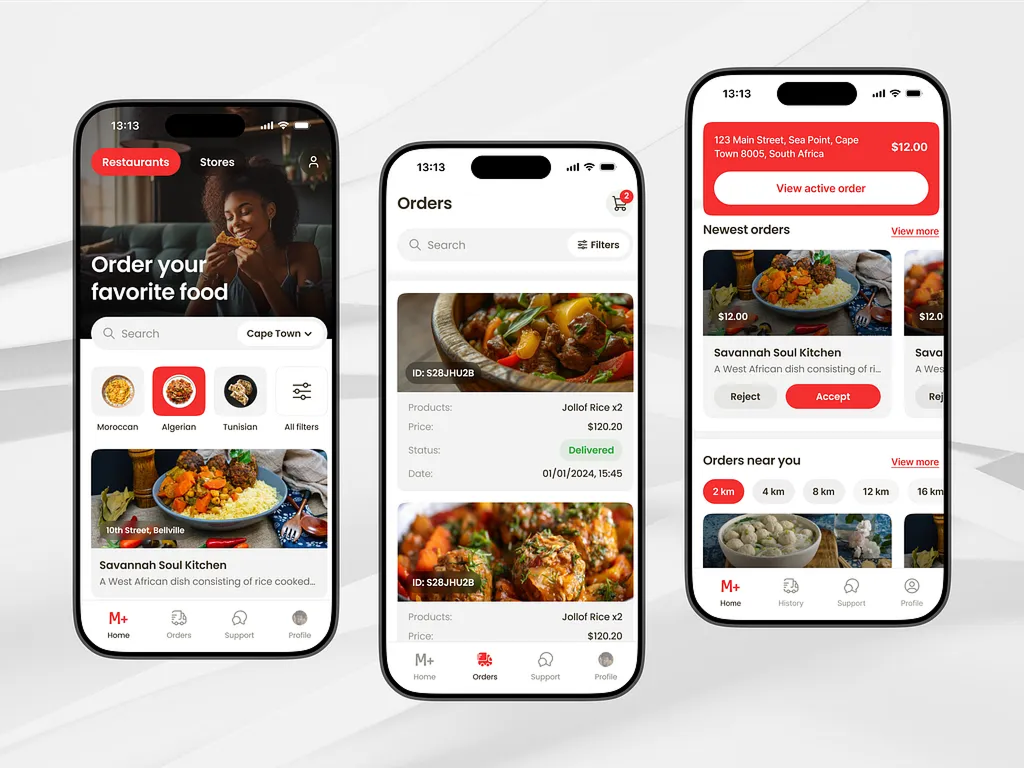 13:13
Restaurants
Stores
Order your
favorite food
Search
Cape Town
Moroccan
Algerian
Tunisian
All filters
10th Street, Bellville
Savannah Soul Kitchen
A West African dish consisting of rice cooked...
M+
Home
Orders
Support
Profile
13:13
Orders
2
Search
Filters
ID: S28JHU2B
Products:
Jollof Rice x2
Price:
$120.20
Status:
Delivered
Date:
01/01/2024, 15:45
ID: S28JHU2B
Products:
Jollof Rice x2
Price:
$120.20
M+
Home
Orders
Support
Profile
13:13
123 Main Street, Sea Point, Cape
Town 8005, South Africa
$12.00
View active order
Newest orders
View more
$12.00
$12.0
Savannah Soul Kitchen
Sava
A West African dish consisting of ri...
A Wes
Reject
Accept
Rej
Orders near you
View more
2 km
4 km
8 km
12 km
16 km
M+
Home
History
Support
Profile